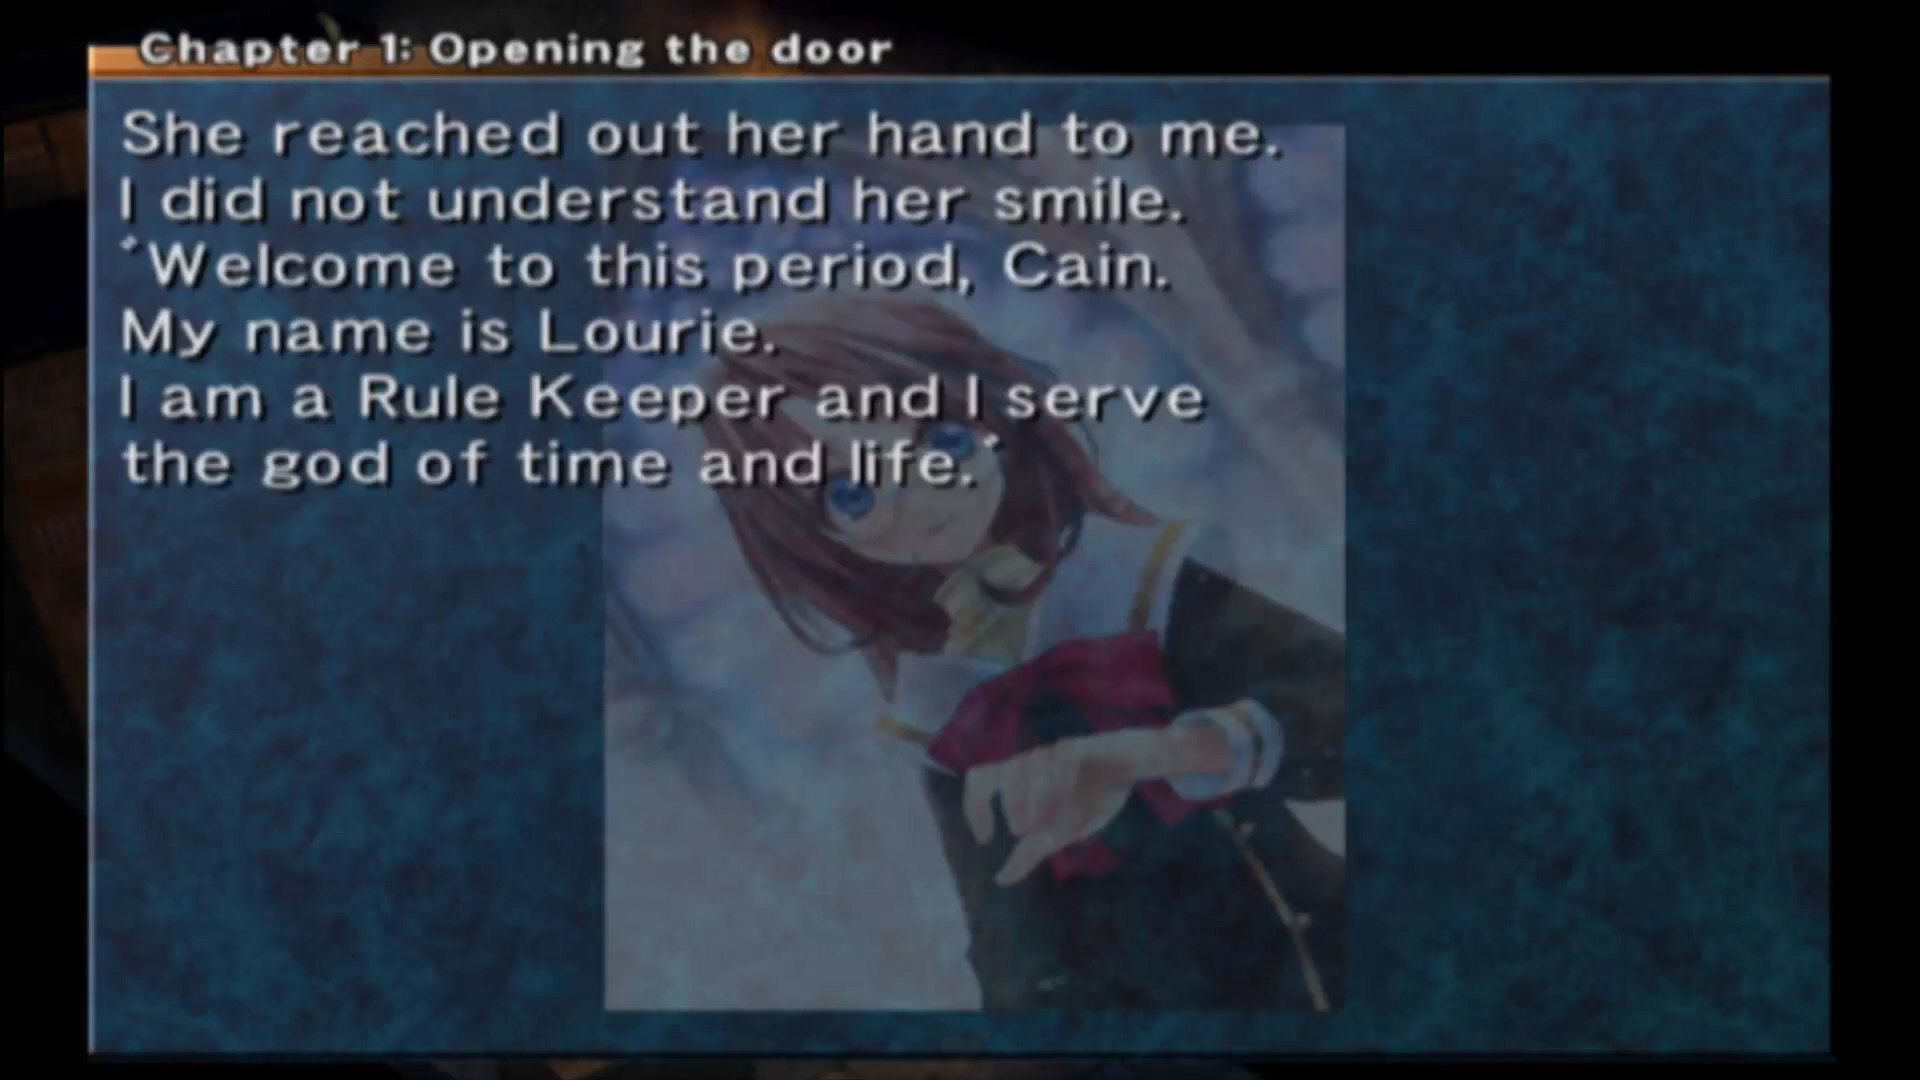 Chapter 1: Opening the door
She reached out her hand to me.
I did not understand her smile.
"Welcome to this period, Cain.
My name is Lourie.
I am a Rule Keeper and I serve
the god of time and life."